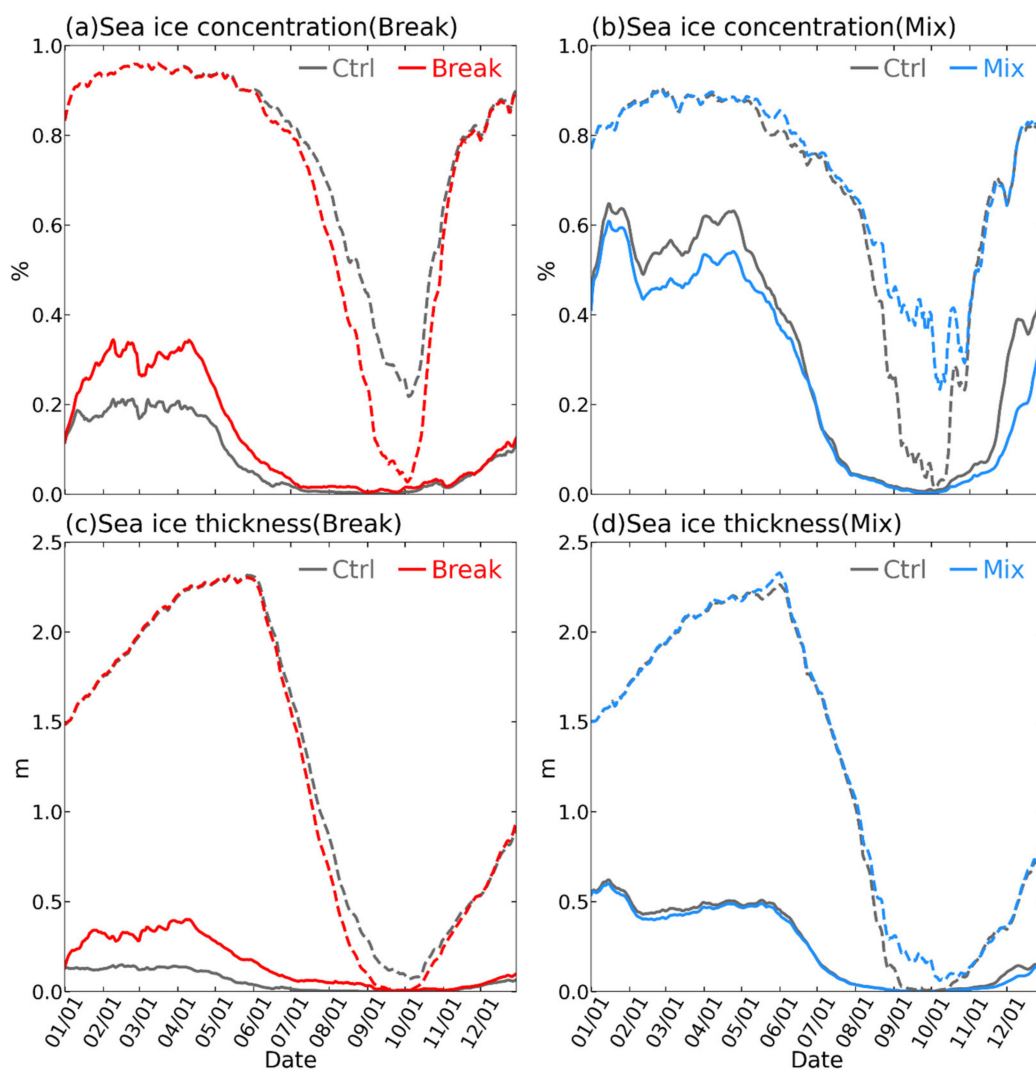 (a)Sea ice concentration(Break)
Ctrl Break
1.0
0.8
0.6
0.4
0.2
0.0
%
(b)Sea ice concentration(Mix)
Ctrl Mix
1.0
0.8
0.6
0.4
0.2
0.0
%
(c)Sea ice thickness(Break)
Ctrl Break
2.5
2.0
1.5
1.0
0.5
0.0
m
01/01 02/01 03/01 04/01 05/01 06/01 07/01 08/01 09/01 10/01 11/01 12/01
Date
(d)Sea ice thickness(Mix)
Ctrl Mix
2.5
2.0
1.5
1.0
0.5
0.0
m
01/01 02/01 03/01 04/01 05/01 06/01 07/01 08/01 09/01 10/01 11/01 12/01
Date